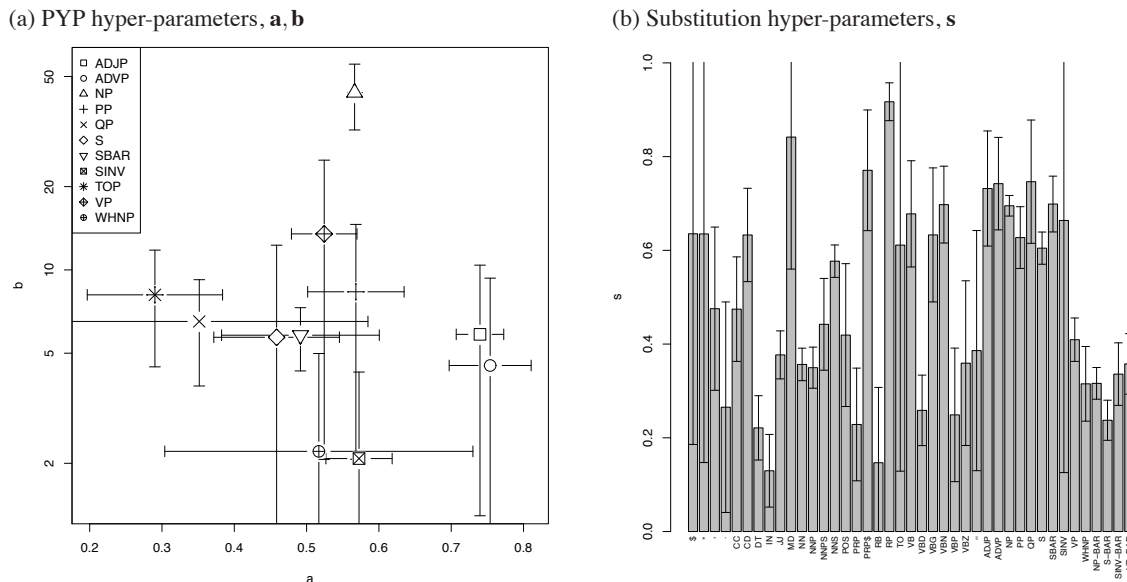 (a) PYP hyper-parameters, a, b
ADJP
ADVP
NP
PP
QP
S
SBAR
SINV
TOP
VP
WHNP
50
20
10
5
2
b
0.2 0.3 0.4 0.5 0.6 0.7 0.8
a
(b) Substitution hyper-parameters, s
1.0
0.8
0.6
0.4
0.2
0.0
s
$
CC
CD
DT
IN
JJ
MD
NN
NNP
NNPS
NNS
POS
PRP
PRP$
RB
RP
TO
VB
VBD
VBG
VBN
VBP
VBZ
ADJP
ADVP
NP
PP
QP
S
SBAR
SINV
VP
WHNP
NP-BAR
S-BAR
SINV-BAR